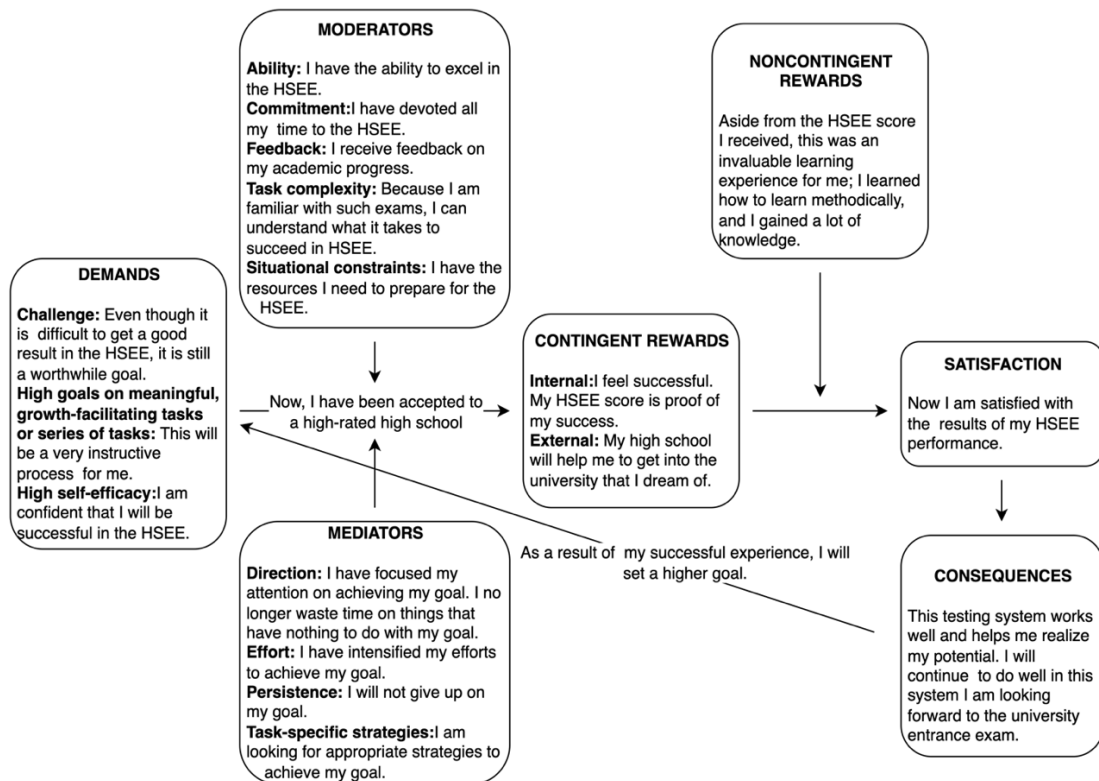 MODERATORS
Ability: I have the ability to excel in
the HSEE.
Commitment:I have devoted all
my time to the HSEE.
Feedback: I receive feedback on
my academic progress.
Task complexity: Because I am
familiar with such exams, I can
understand what it takes to
succeed in HSEE.
Situational constraints: I have the
resources I need to prepare for the
HSEE.
NONCONTINGENT
REWARDS
Aside from the HSEE score
I received, this was an
invaluable learning
experience for me; I learned
how to learn methodically,
and I gained a lot of
knowledge.
DEMANDS
Challenge: Even though it
is difficult to get a good
result in the HSEE, it is still
a worthwhile goal.
High goals on meaningful,
growth-facilitating tasks
or series of tasks: This will
be a very instructive
process for me.
High self-efficacy:I am
confident that I will be
successful in the HSEE.
Now, I have been accepted to
a high-rated high school
CONTINGENT REWARDS
Internal:I feel successful.
My HSEE score is proof of
my success.
External: My high school
will help me to get into the
university that I dream of.
SATISFACTION
Now I am satisfied with
the results of my HSEE
performance.
MEDIATORS
Direction: I have focused my
attention on achieving my goal. I no
longer waste time on things that
have nothing to do with my goal.
Effort: I have intensified my efforts
to achieve my goal.
Persistence: I will not give up on
my goal.
Task-specific strategies:I am
looking for appropriate strategies to
achieve my goal.
As a result of my successful experience, I will
set a higher goal.
CONSEQUENCES
This testing system works
well and helps me realize
my potential. I will
continue to do well in this
system I am looking
forward to the university
entrance exam.